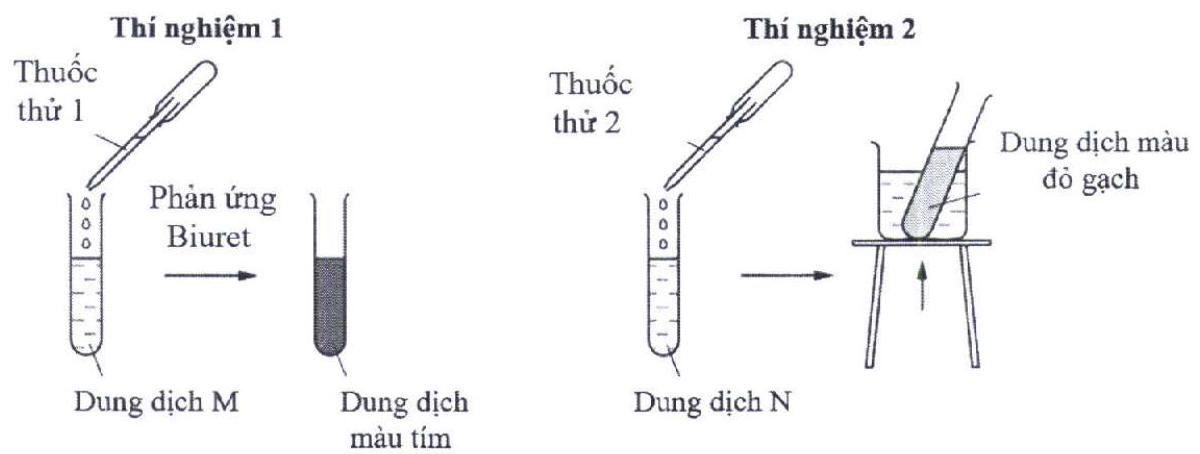 Thí nghiệm 1
Thuốc
thử 1
Phản ứng
Biuret
Dung dịch M
Dung dịch
màu tím
Thí nghiệm 2
Thuốc
thử 2
Dung dịch màu
đỏ gạch
Dung dịch N